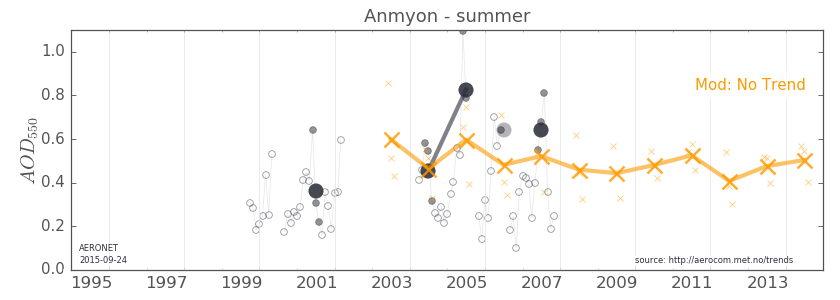 Anmyon - summer
1.0
0.8
0.6
0.4
0.2
0.0
AOD550
Mod: No Trend
AERONET
2015-09-24
source: http://aerocom.met.no/trends
1995 1997 1999 2001 2003 2005 2007 2009 2011 2013